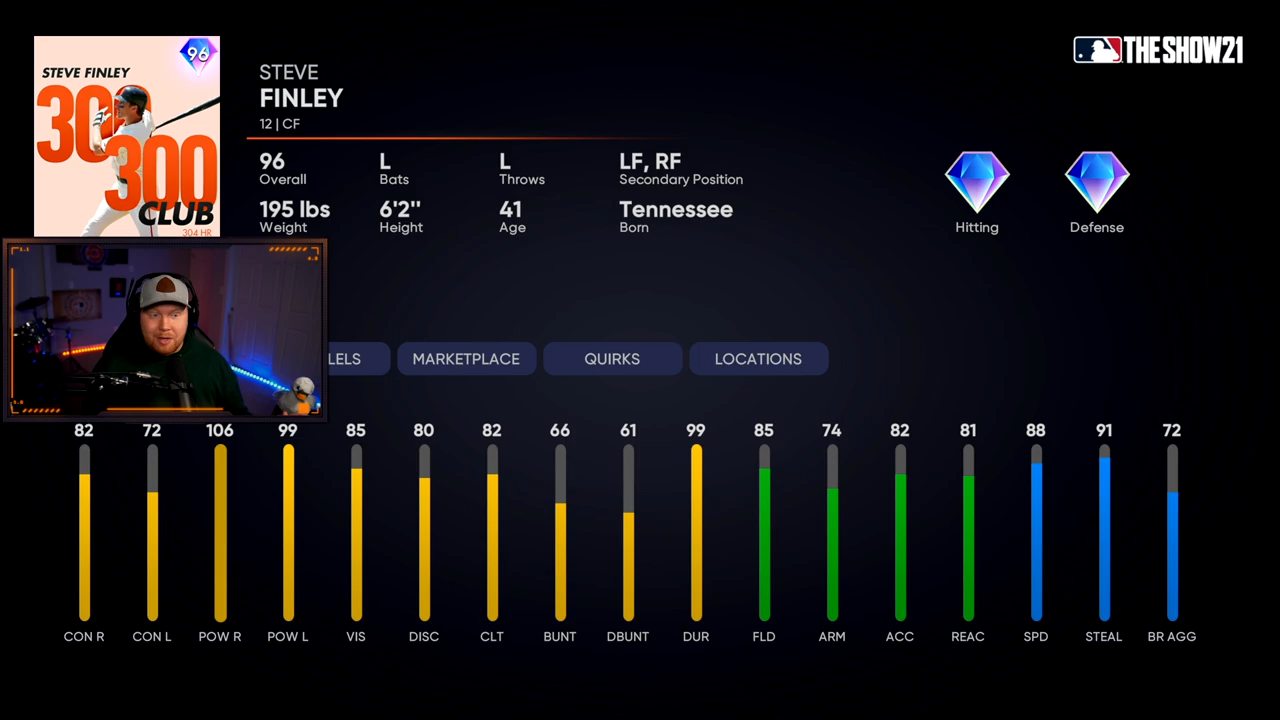 96
STEVE FINLEY
300
300
CLUB
304 HR
THE SHOW21
STEVE
FINLEY
12 | CF
96 L L LF, RF
Overall Bats Throws Secondary Position
195 lbs 6'2" 41 Tennessee
Weight Height Age Born
Hitting Defense
LELS MARKETPLACE QUIRKS LOCATIONS
82 72 106 99 85 80 82 66 61 99 85 74 82 81 88 91 72
CON R CON L POW R POW L VIS DISC CLT BUNT DBUNT DUR FLD ARM ACC REAC SPD STEAL BR AGG